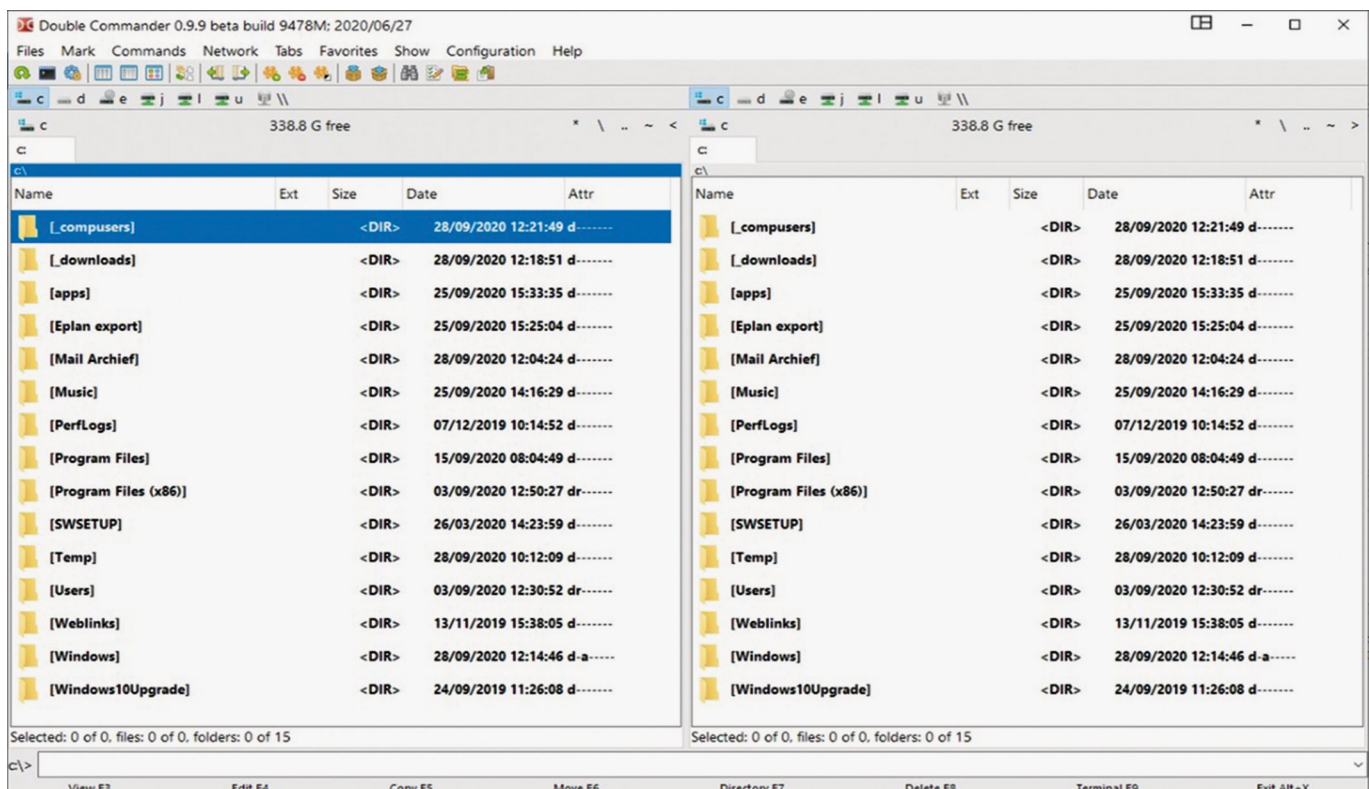 Double Commander 0.9.9 beta build 9478M; 2020/06/27
Files Mark Commands Network Tabs Favorites Show Configuration Help
c d e j l u \\
c 338.8 G free * \ .. ~ <
c:
c:\
Name Ext Size Date Attr
[_compusers] <DIR> 28/09/2020 12:21:49 d-------
[_downloads] <DIR> 28/09/2020 12:18:51 d-------
[apps] <DIR> 25/09/2020 15:33:35 d-------
[Eplan export] <DIR> 25/09/2020 15:25:04 d-------
[Mail Archief] <DIR> 28/09/2020 12:04:24 d-------
[Music] <DIR> 25/09/2020 14:16:29 d-------
[PerfLogs] <DIR> 07/12/2019 10:14:52 d-------
[Program Files] <DIR> 15/09/2020 08:04:49 d-------
[Program Files (x86)] <DIR> 03/09/2020 12:50:27 dr------
[SWSETUP] <DIR> 26/03/2020 14:23:59 d-------
[Temp] <DIR> 28/09/2020 10:12:09 d-------
[Users] <DIR> 03/09/2020 12:30:52 dr------
[Weblinks] <DIR> 13/11/2019 15:38:05 d-------
[Windows] <DIR> 28/09/2020 12:14:46 d-a-----
[Windows10Upgrade] <DIR> 24/09/2019 11:26:08 d-------
Selected: 0 of 0, files: 0 of 0, folders: 0 of 15
c d e j l u \\
c 338.8 G free * \ .. ~ >
c:
c:\
Name Ext Size Date Attr
[_compusers] <DIR> 28/09/2020 12:21:49 d-------
[_downloads] <DIR> 28/09/2020 12:18:51 d-------
[apps] <DIR> 25/09/2020 15:33:35 d-------
[Eplan export] <DIR> 25/09/2020 15:25:04 d-------
[Mail Archief] <DIR> 28/09/2020 12:04:24 d-------
[Music] <DIR> 25/09/2020 14:16:29 d-------
[PerfLogs] <DIR> 07/12/2019 10:14:52 d-------
[Program Files] <DIR> 15/09/2020 08:04:49 d-------
[Program Files (x86)] <DIR> 03/09/2020 12:50:27 dr------
[SWSETUP] <DIR> 26/03/2020 14:23:59 d-------
[Temp] <DIR> 28/09/2020 10:12:09 d-------
[Users] <DIR> 03/09/2020 12:30:52 dr------
[Weblinks] <DIR> 13/11/2019 15:38:05 d-------
[Windows] <DIR> 28/09/2020 12:14:46 d-a-----
[Windows10Upgrade] <DIR> 24/09/2019 11:26:08 d-------
Selected: 0 of 0, files: 0 of 0, folders: 0 of 15
c:\>
View F3 Edit F4 Copy F5 Move F6 Directory F7 Delete F8 Terminal F9 Exit Alt+X